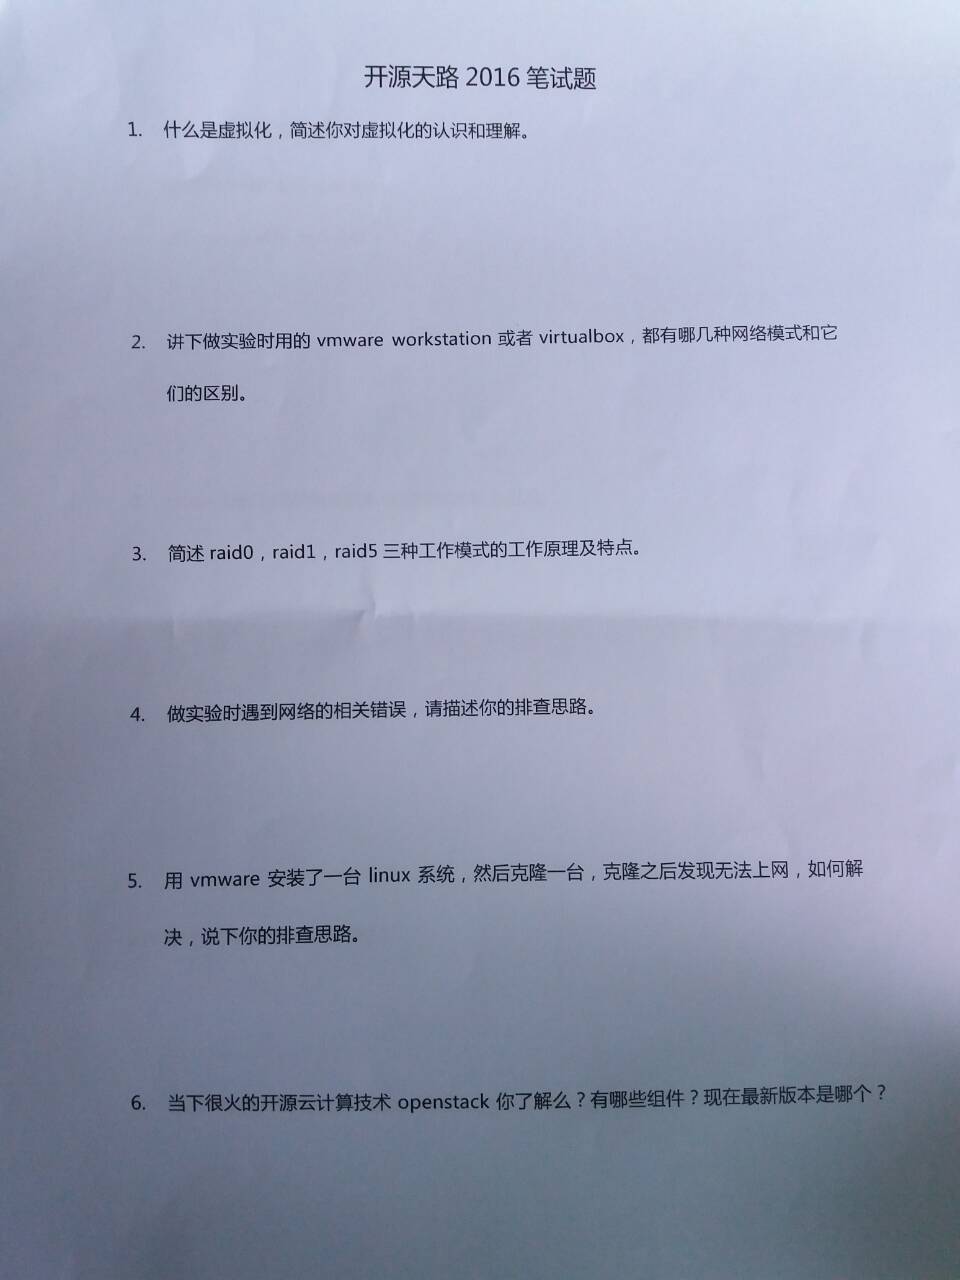 开源天路 2016 笔试题
1. 什么是虚拟化，简述你对虚拟化的认识和理解。
2. 讲下做实验时用的 vmware workstation 或者 virtualbox，都有哪几种网络模式和它
们的区别。
3. 简述 raid0，raid1，raid5 三种工作模式的工作原理及特点。
4. 做实验时遇到网络的相关错误，请描述你的排查思路。
5. 用 vmware 安装了一台 linux 系统，然后克隆一台，克隆之后发现无法上网，如何解
决，说下你的排查思路。
6. 当下很火的开源云计算技术 openstack 你了解么？有哪些组件？现在最新版本是哪个？